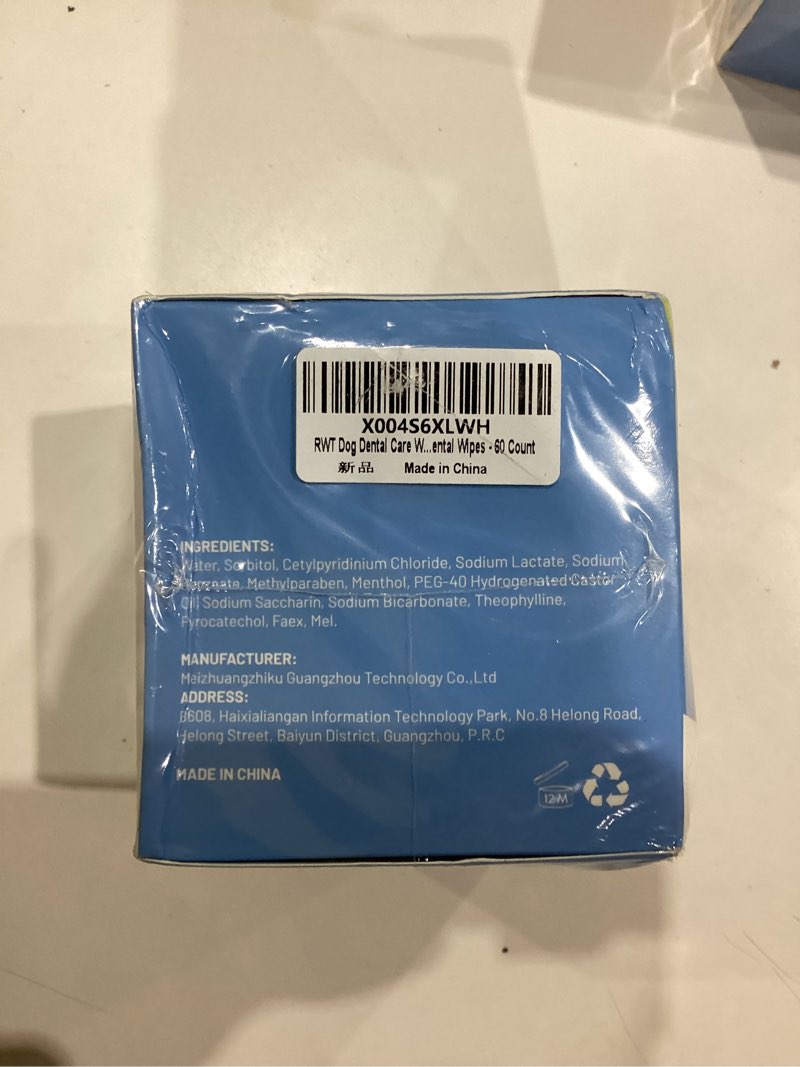 X004S6XLWH
RWT Dog Dental Care W...ental Wipes - 60 Count
新品 Made in China
INGREDIENTS:
Water, Sorbitol, Cetylpyridinium Chloride, Sodium Lactate, Sodium
Methylparaben, Menthol, PEG-40 Hydrogenated Castor
Oil, Sodium Saccharin, Sodium Bicarbonate, Theophylline,
Pyrocatechol, Faex, Mel.
MANUFACTURER:
Meizhuangzhiku Guangzhou Technology Co.,Ltd
ADDRESS:
B608, Haixialiangan Information Technology Park, No.8 Helong Road,
Helong Street, Baiyun District, Guangzhou, P.R.C
MADE IN CHINA
12M